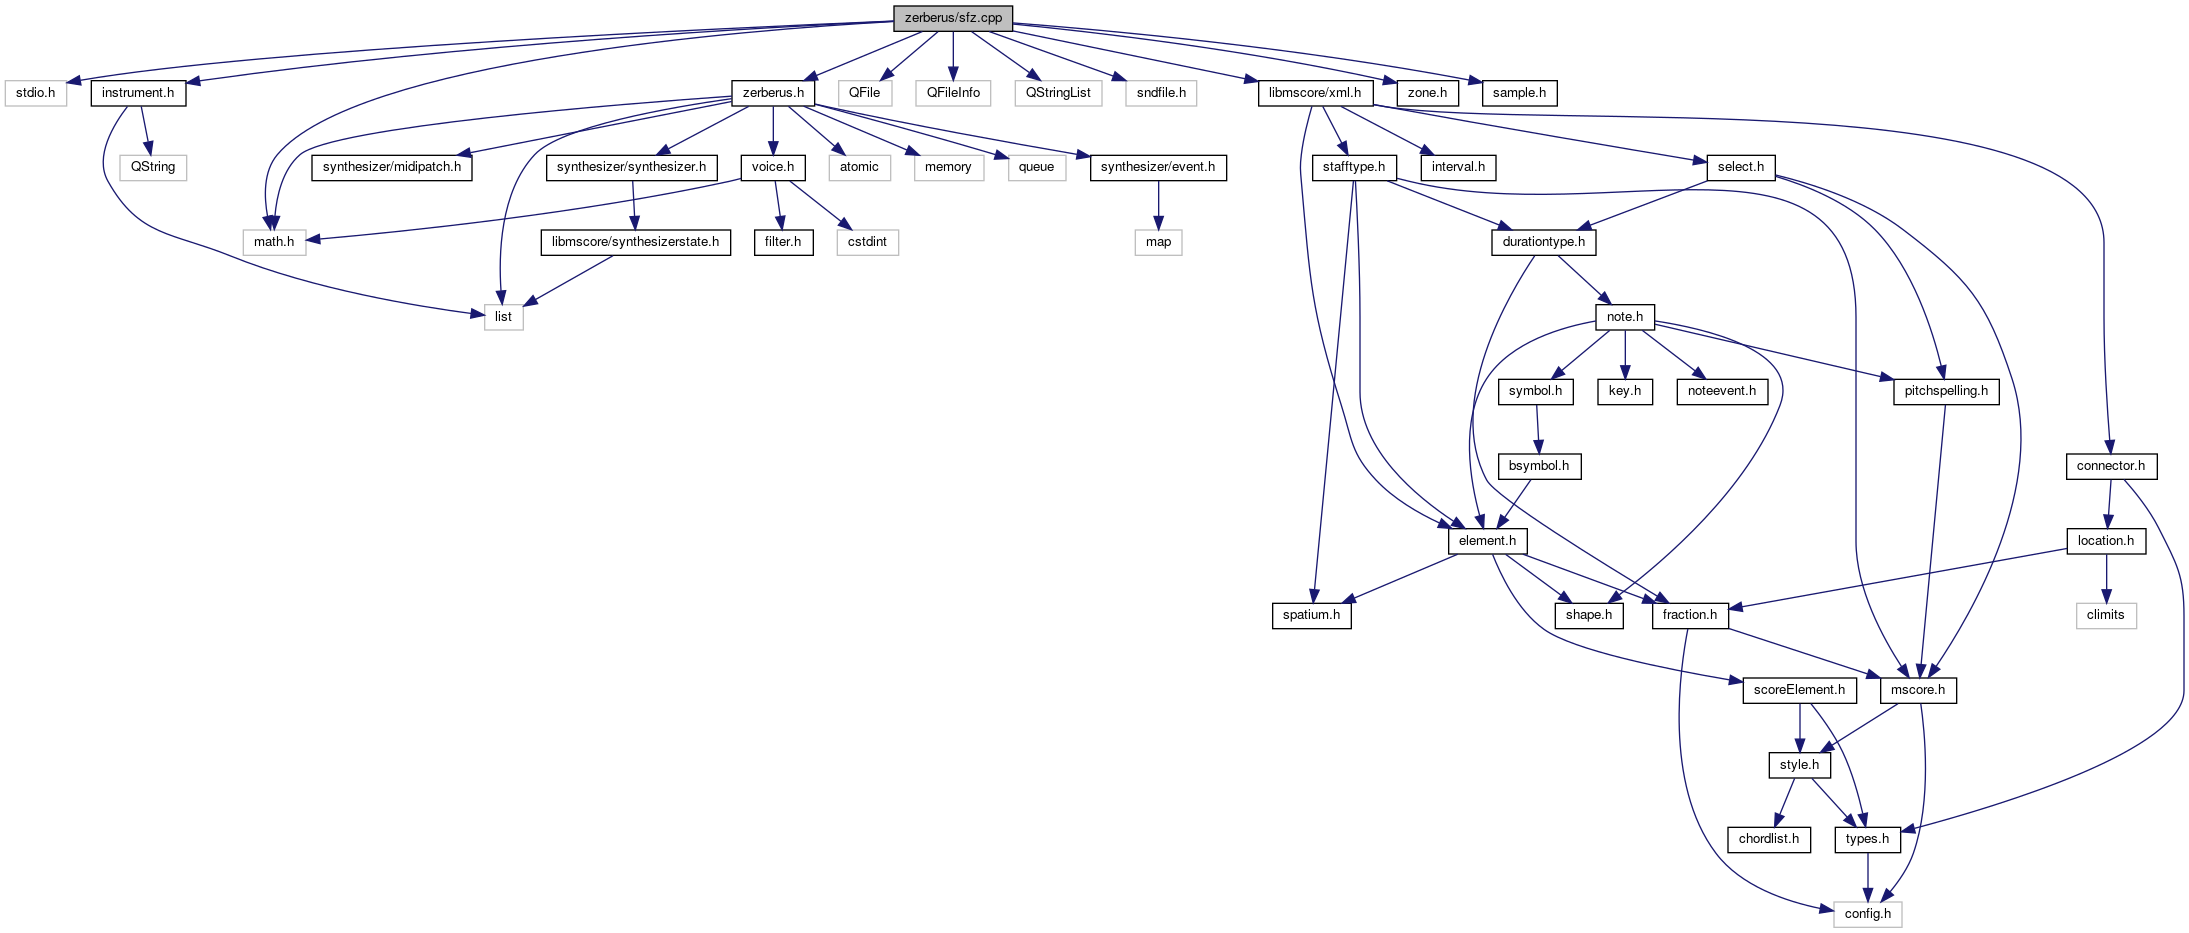 zerberus/sfz.cpp
stdio.h
instrument.h
zerberus.h
QFile
QFileInfo
QStringList
sndfile.h
libmscore/xml.h
zone.h
sample.h
QString
synthesizer/midipatch.h
synthesizer/synthesizer.h
voice.h
atomic
memory
queue
synthesizer/event.h
stafftype.h
interval.h
select.h
math.h
libmscore/synthesizerstate.h
filter.h
cstdint
map
durationtype.h
list
note.h
symbol.h
key.h
noteevent.h
pitchspelling.h
bsymbol.h
connector.h
element.h
location.h
spatium.h
shape.h
fraction.h
climits
scoreElement.h
mscore.h
style.h
chordlist.h
types.h
config.h